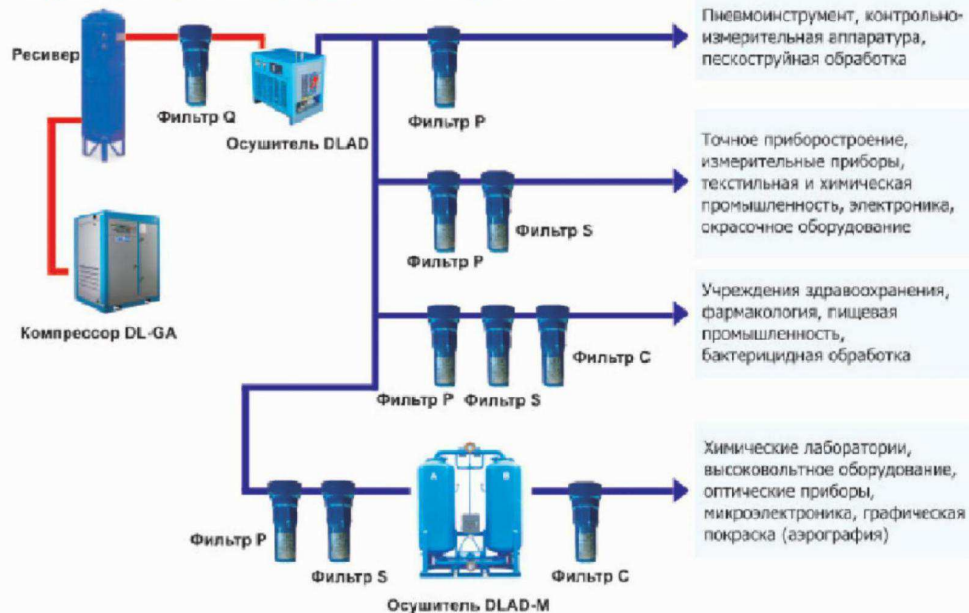 Ресивер
Фильтр Q
Осушитель DLAD
Компрессор DL-GA
Фильтр P
Пневмоинструмент, контрольно-
измерительная аппаратура,
пескоструйная обработка
Фильтр P
Фильтр S
Точное приборостроение,
измерительные приборы,
текстильная и химическая
промышленность, электроника,
окрасочное оборудование
Фильтр P
Фильтр S
Фильтр C
Учреждения здравоохранения,
фармакология, пищевая
промышленность,
бактерицидная обработка
Фильтр P
Фильтр S
Осушитель DLAD-M
Фильтр C
Химические лаборатории,
высоковольтное оборудование,
оптические приборы,
микроэлектроника, графическая
покраска (аэрография)